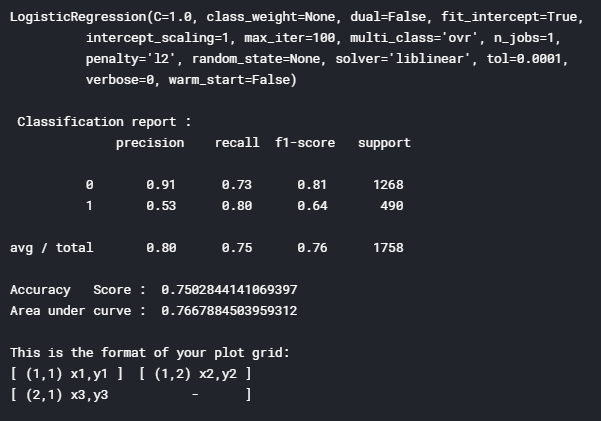 LogisticRegression(C=1.0, class_weight=None, dual=False, fit_intercept=True,
intercept_scaling=1, max_iter=100, multi_class='ovr', n_jobs=1,
penalty='l2', random_state=None, solver='liblinear', tol=0.0001,
verbose=0, warm_start=False)
Classification report :
precision recall f1-score support
0 0.91 0.73 0.81 1268
1 0.53 0.80 0.64 490
avg / total 0.80 0.75 0.76 1758
Accuracy Score : 0.7502844141069397
Area under curve : 0.7667884503959312
This is the format of your plot grid:
[ (1,1) x1,y1 ] [ (1,2) x2,y2 ]
[ (2,1) x3,y3 - ]